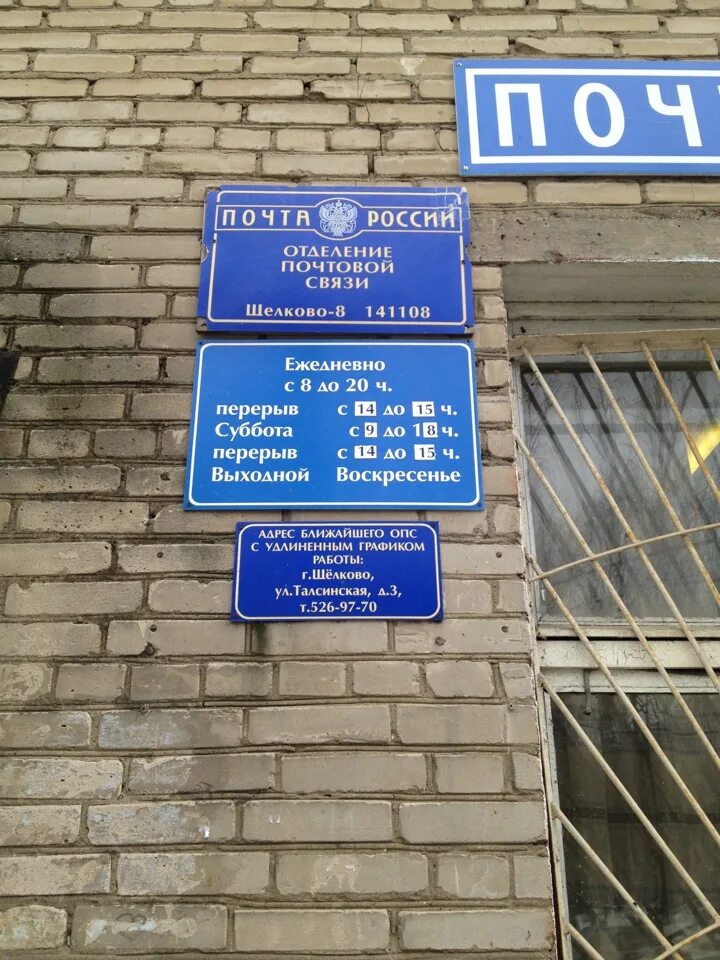 ПОЧ
ПОЧТА РОССИИ
ОТДЕЛЕНИЕ
ПОЧТОВОЙ
СВЯЗИ
Щелково-8 141108
Ежедневно
с 8 до 20 ч.
перерыв с 14 до 15 ч.
Суббота с 9 до 18 ч.
перерыв с 14 до 15 ч.
Выходной Воскресенье
АДРЕС БЛИЖАЙШЕГО ОПС
С УДЛИНЕННЫМ ГРАФИКОМ
РАБОТЫ:
г.Щёлково,
ул.Талсинская, д.3,
т.526-97-70